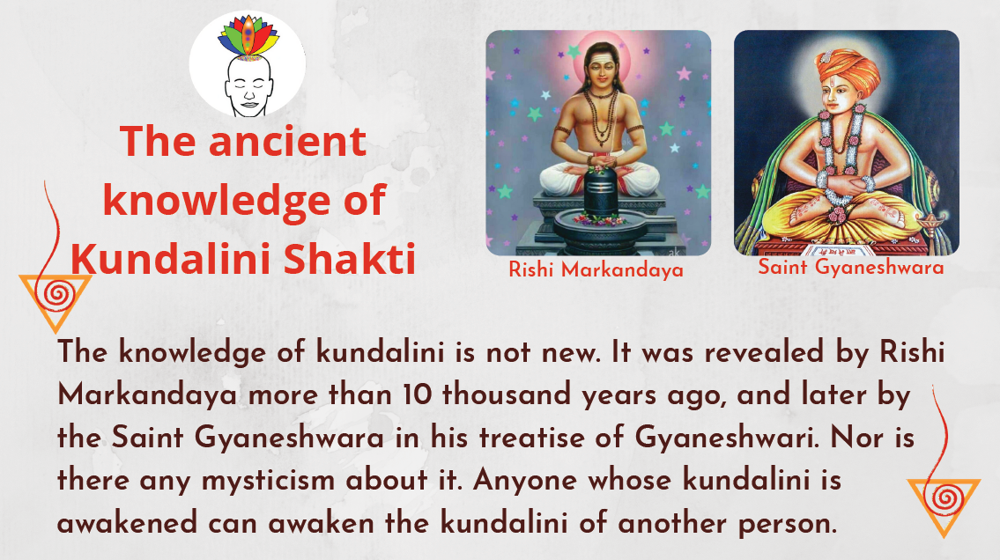 The ancient
knowledge of
Kundalini Shakti
ak
Rishi Markandaya
Saint Gyaneshwara
The knowledge of kundalini is not new. It was revealed by Rishi
Markandaya more than 10 thousand years ago, and later by
the Saint Gyaneshwara in his treatise of Gyaneshwari. Nor is
there any mysticism about it. Anyone whose kundalini is
awakened can awaken the kundalini of another person.